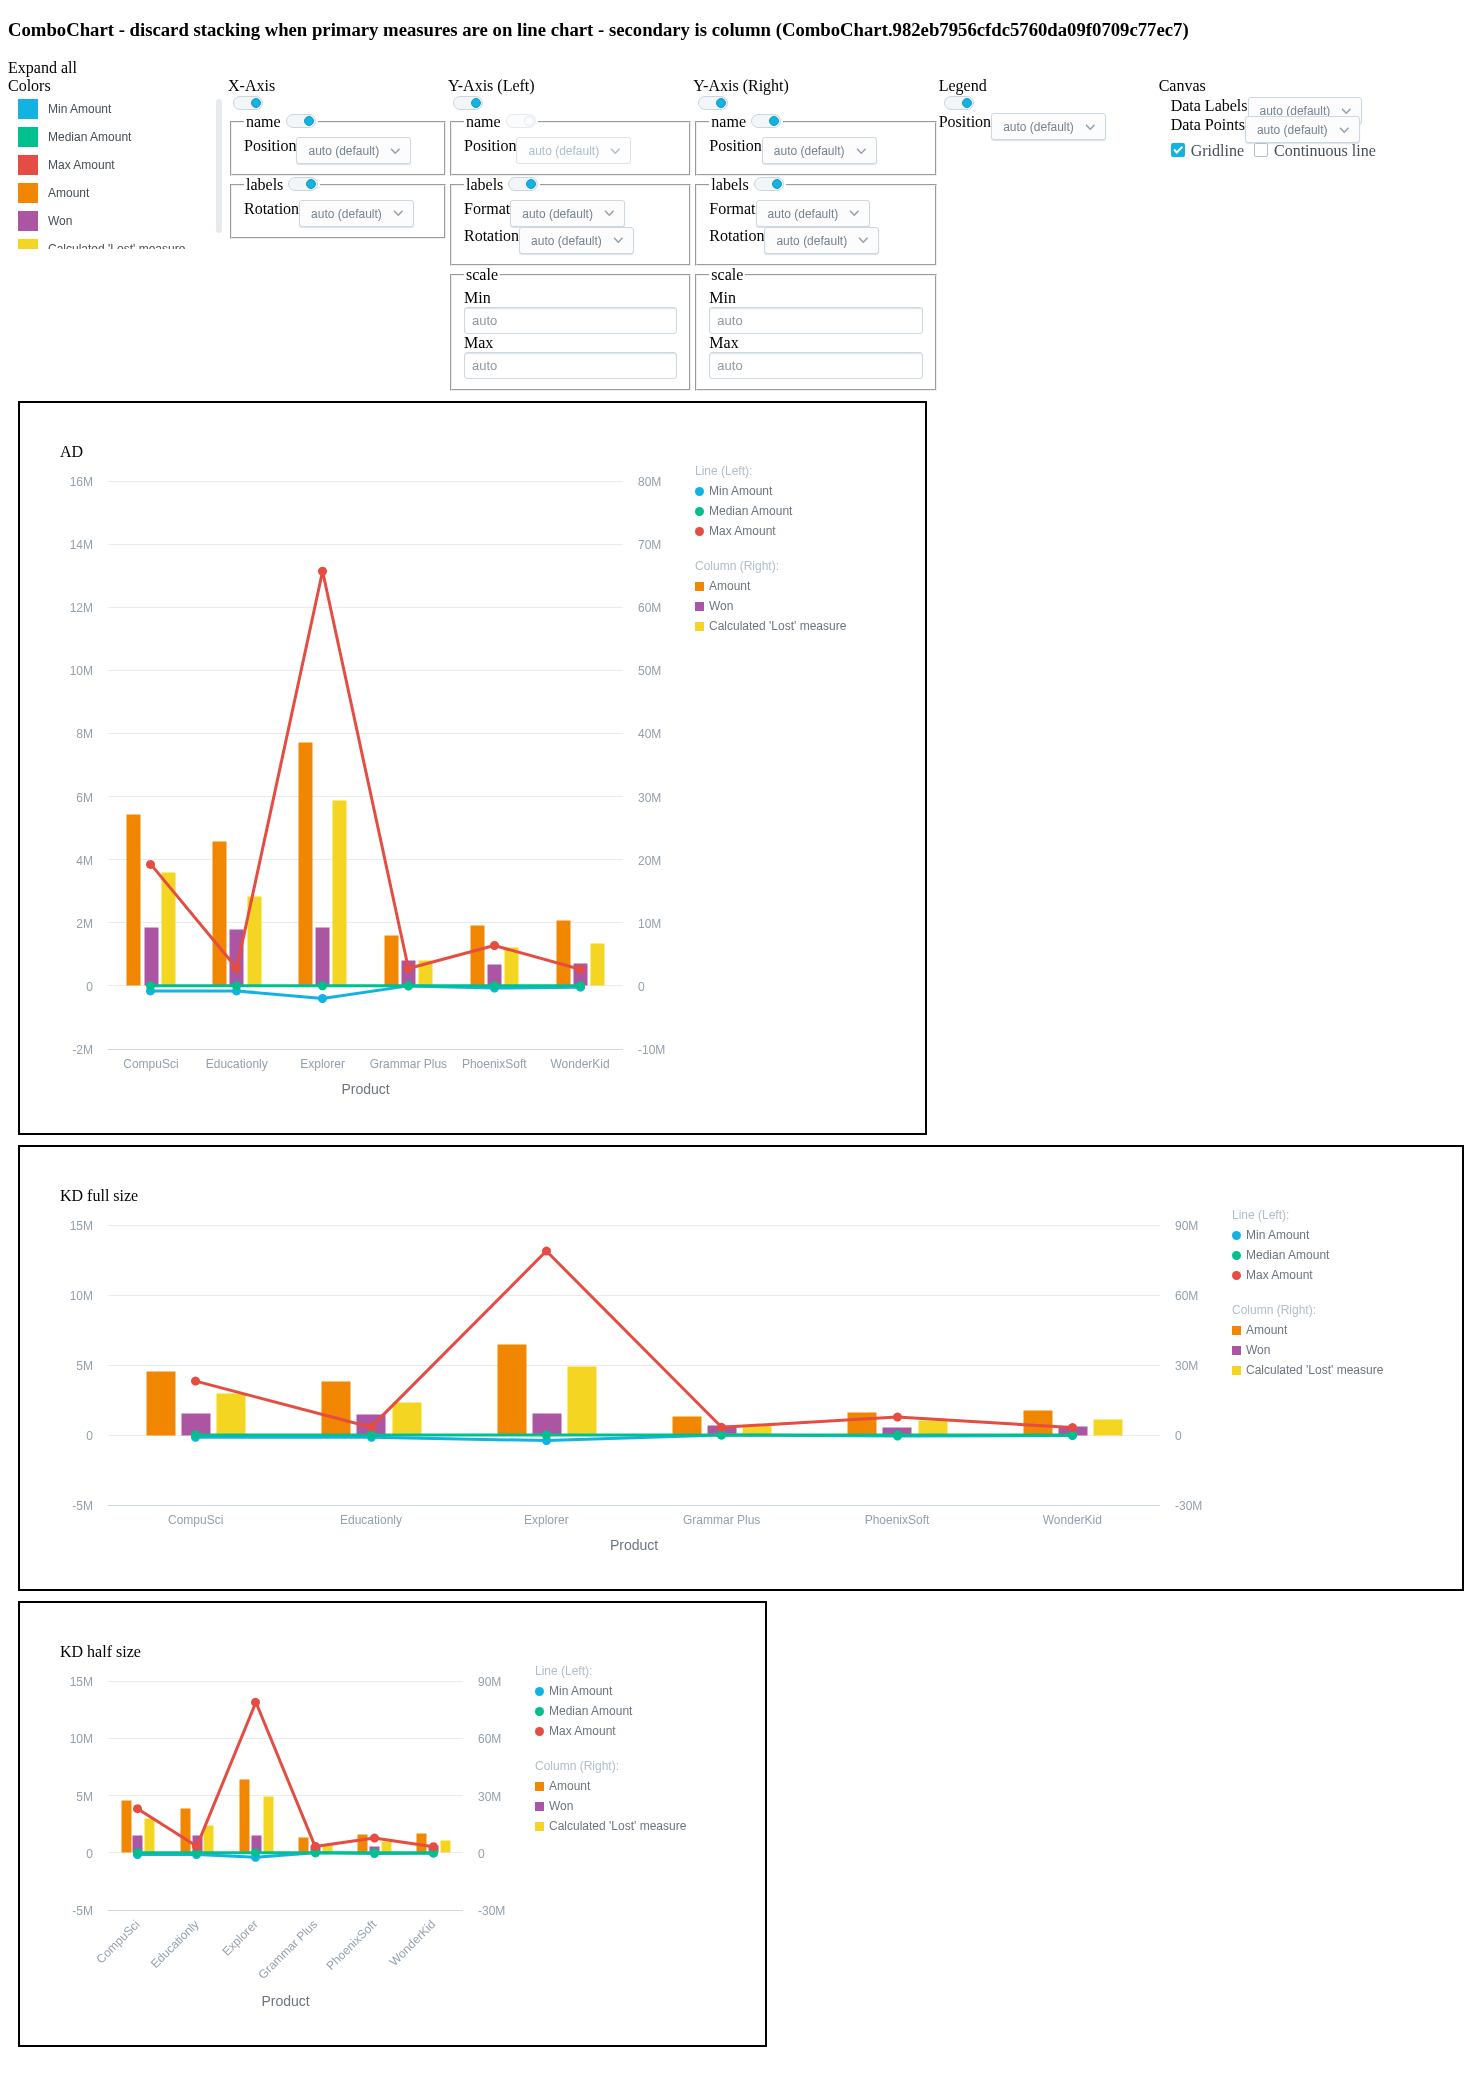 ComboChart - discard stacking when primary measures are on line chart - secondary is column (ComboChart.982eb7956cfdc5760da09f0709c77ec7)
Expand all
Colors
Min Amount
Median Amount
Max Amount
Amount
Won
Calculated 'Lost' measure
X-Axis
name
Position auto (default)
labels
Rotation auto (default)
Y-Axis (Left)
name
Position auto (default)
labels
Format auto (default)
Rotation auto (default)
scale
Min
auto
Max
auto
Y-Axis (Right)
name
Position auto (default)
labels
Format auto (default)
Rotation auto (default)
scale
Min
auto
Max
auto
Legend
Position auto (default)
Canvas
Data Labels auto (default)
Data Points auto (default)
Gridline Continuous line
AD
16M 80M
14M 70M
12M 60M
10M 50M
8M 40M
6M 30M
4M 20M
2M 10M
0 0
-2M -10M
CompuSci Educationly Explorer Grammar Plus PhoenixSoft WonderKid
Product
Line (Left):
Min Amount
Median Amount
Max Amount
Column (Right):
Amount
Won
Calculated 'Lost' measure
KD full size
15M 90M
10M 60M
5M 30M
0 0
-5M -30M
CompuSci Educationly Explorer Grammar Plus PhoenixSoft WonderKid
Product
Line (Left):
Min Amount
Median Amount
Max Amount
Column (Right):
Amount
Won
Calculated 'Lost' measure
KD half size
15M 90M
10M 60M
5M 30M
0 0
-5M -30M
CompuSci Educationly Explorer Grammar Plus PhoenixSoft WonderKid
Product
Line (Left):
Min Amount
Median Amount
Max Amount
Column (Right):
Amount
Won
Calculated 'Lost' measure